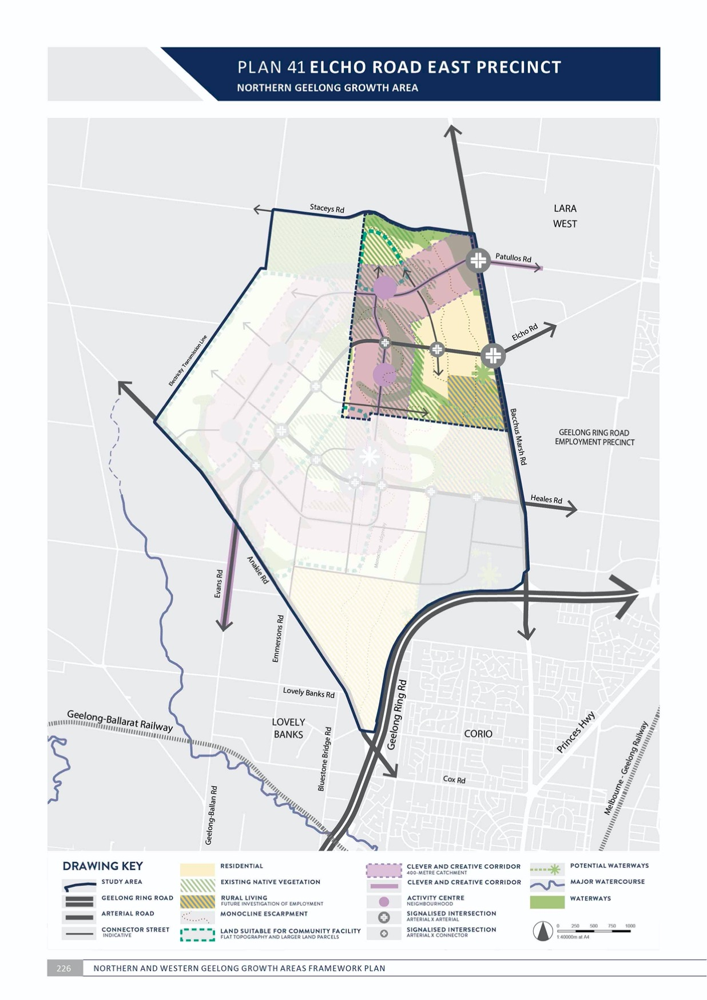 PLAN 41 ELCHO ROAD EAST PRECINCT
NORTHERN GEELONG GROWTH AREA
Staceys Rd
LARA
WEST
Patullos Rd
Elcho Rd
Electricity Transmission Line
Bacchus Marsh Rd
GEELONG RING ROAD
EMPLOYMENT PRECINCT
Heales Rd
Monocline ridgeway
Anakie Rd
Evans Rd
Emmersons Rd
Lovely Banks Rd
Geelong Ring Rd
Geelong-Ballarat Railway
LOVELY
BANKS
CORIO
Princes Hwy
Bluestone Bridge Rd
Melbourne - Geelong Railway
Cox Rd
Geelong-Ballan Rd
DRAWING KEY
STUDY AREA
GEELONG RING ROAD
ARTERIAL ROAD
CONNECTOR STREET
INDICATIVE
RESIDENTIAL
EXISTING NATIVE VEGETATION
RURAL LIVING
FUTURE INVESTIGATION OF EMPLOYMENT
MONOCLINE ESCARPMENT
LAND SUITABLE FOR COMMUNITY FACILITY
FLAT TOPOGRAPHY AND LARGER LAND PARCELS
CLEVER AND CREATIVE CORRIDOR
400-METRE CATCHMENT
CLEVER AND CREATIVE CORRIDOR
ACTIVITY CENTRE
NEIGHBOURHOOD
SIGNALISED INTERSECTION
ARTERIAL X ARTERIAL
SIGNALISED INTERSECTION
ARTERIAL X CONNECTOR
POTENTIAL WATERWAYS
MAJOR WATERCOURSE
WATERWAYS
0 250 500 750 1000
1:40000m at A4
226 NORTHERN AND WESTERN GEELONG GROWTH AREAS FRAMEWORK PLAN